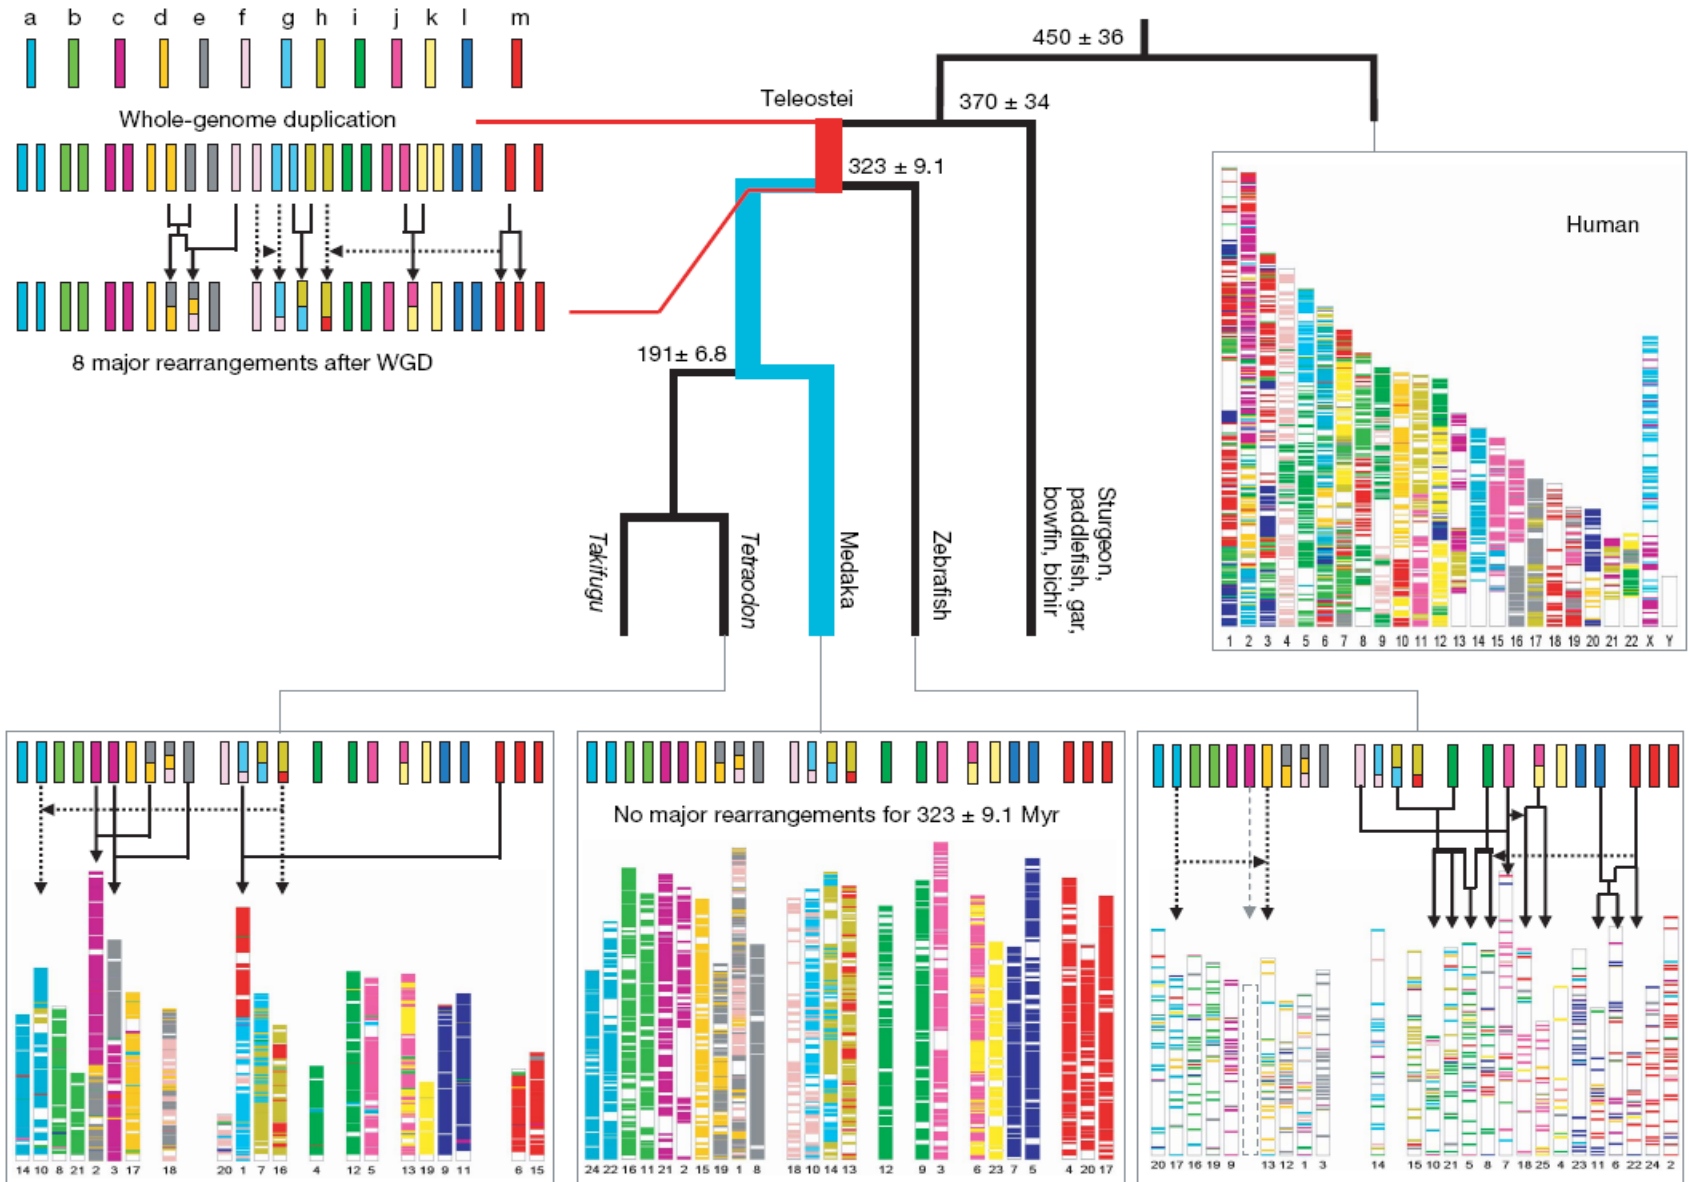 a b c d e f g h i j k l m
Whole-genome duplication
8 major rearrangements after WGD
450 ± 36
Teleostei
370 ± 34
323 ± 9.1
191± 6.8
Takifugu
Tetraodon
Medaka
Zebrafish
Sturgeon,
paddlefish, gar,
bowfin, bichir
Human
1 2 3 4 5 6 7 8 9 10 11 12 13 14 15 16 17 18 19 20 21 22 X Y
14 10 8 21 2 3 17 18 20 1 7 16 4 12 5 13 19 9 11 6 15
No major rearrangements for 323 ± 9.1 Myr
24 22 16 11 21 2 15 19 1 8 18 10 14 13 12 9 3 6 23 7 5 4 20 17
20 17 16 19 9 13 12 1 3 14 15 10 21 5 8 7 18 25 4 23 11 6 22 24 2